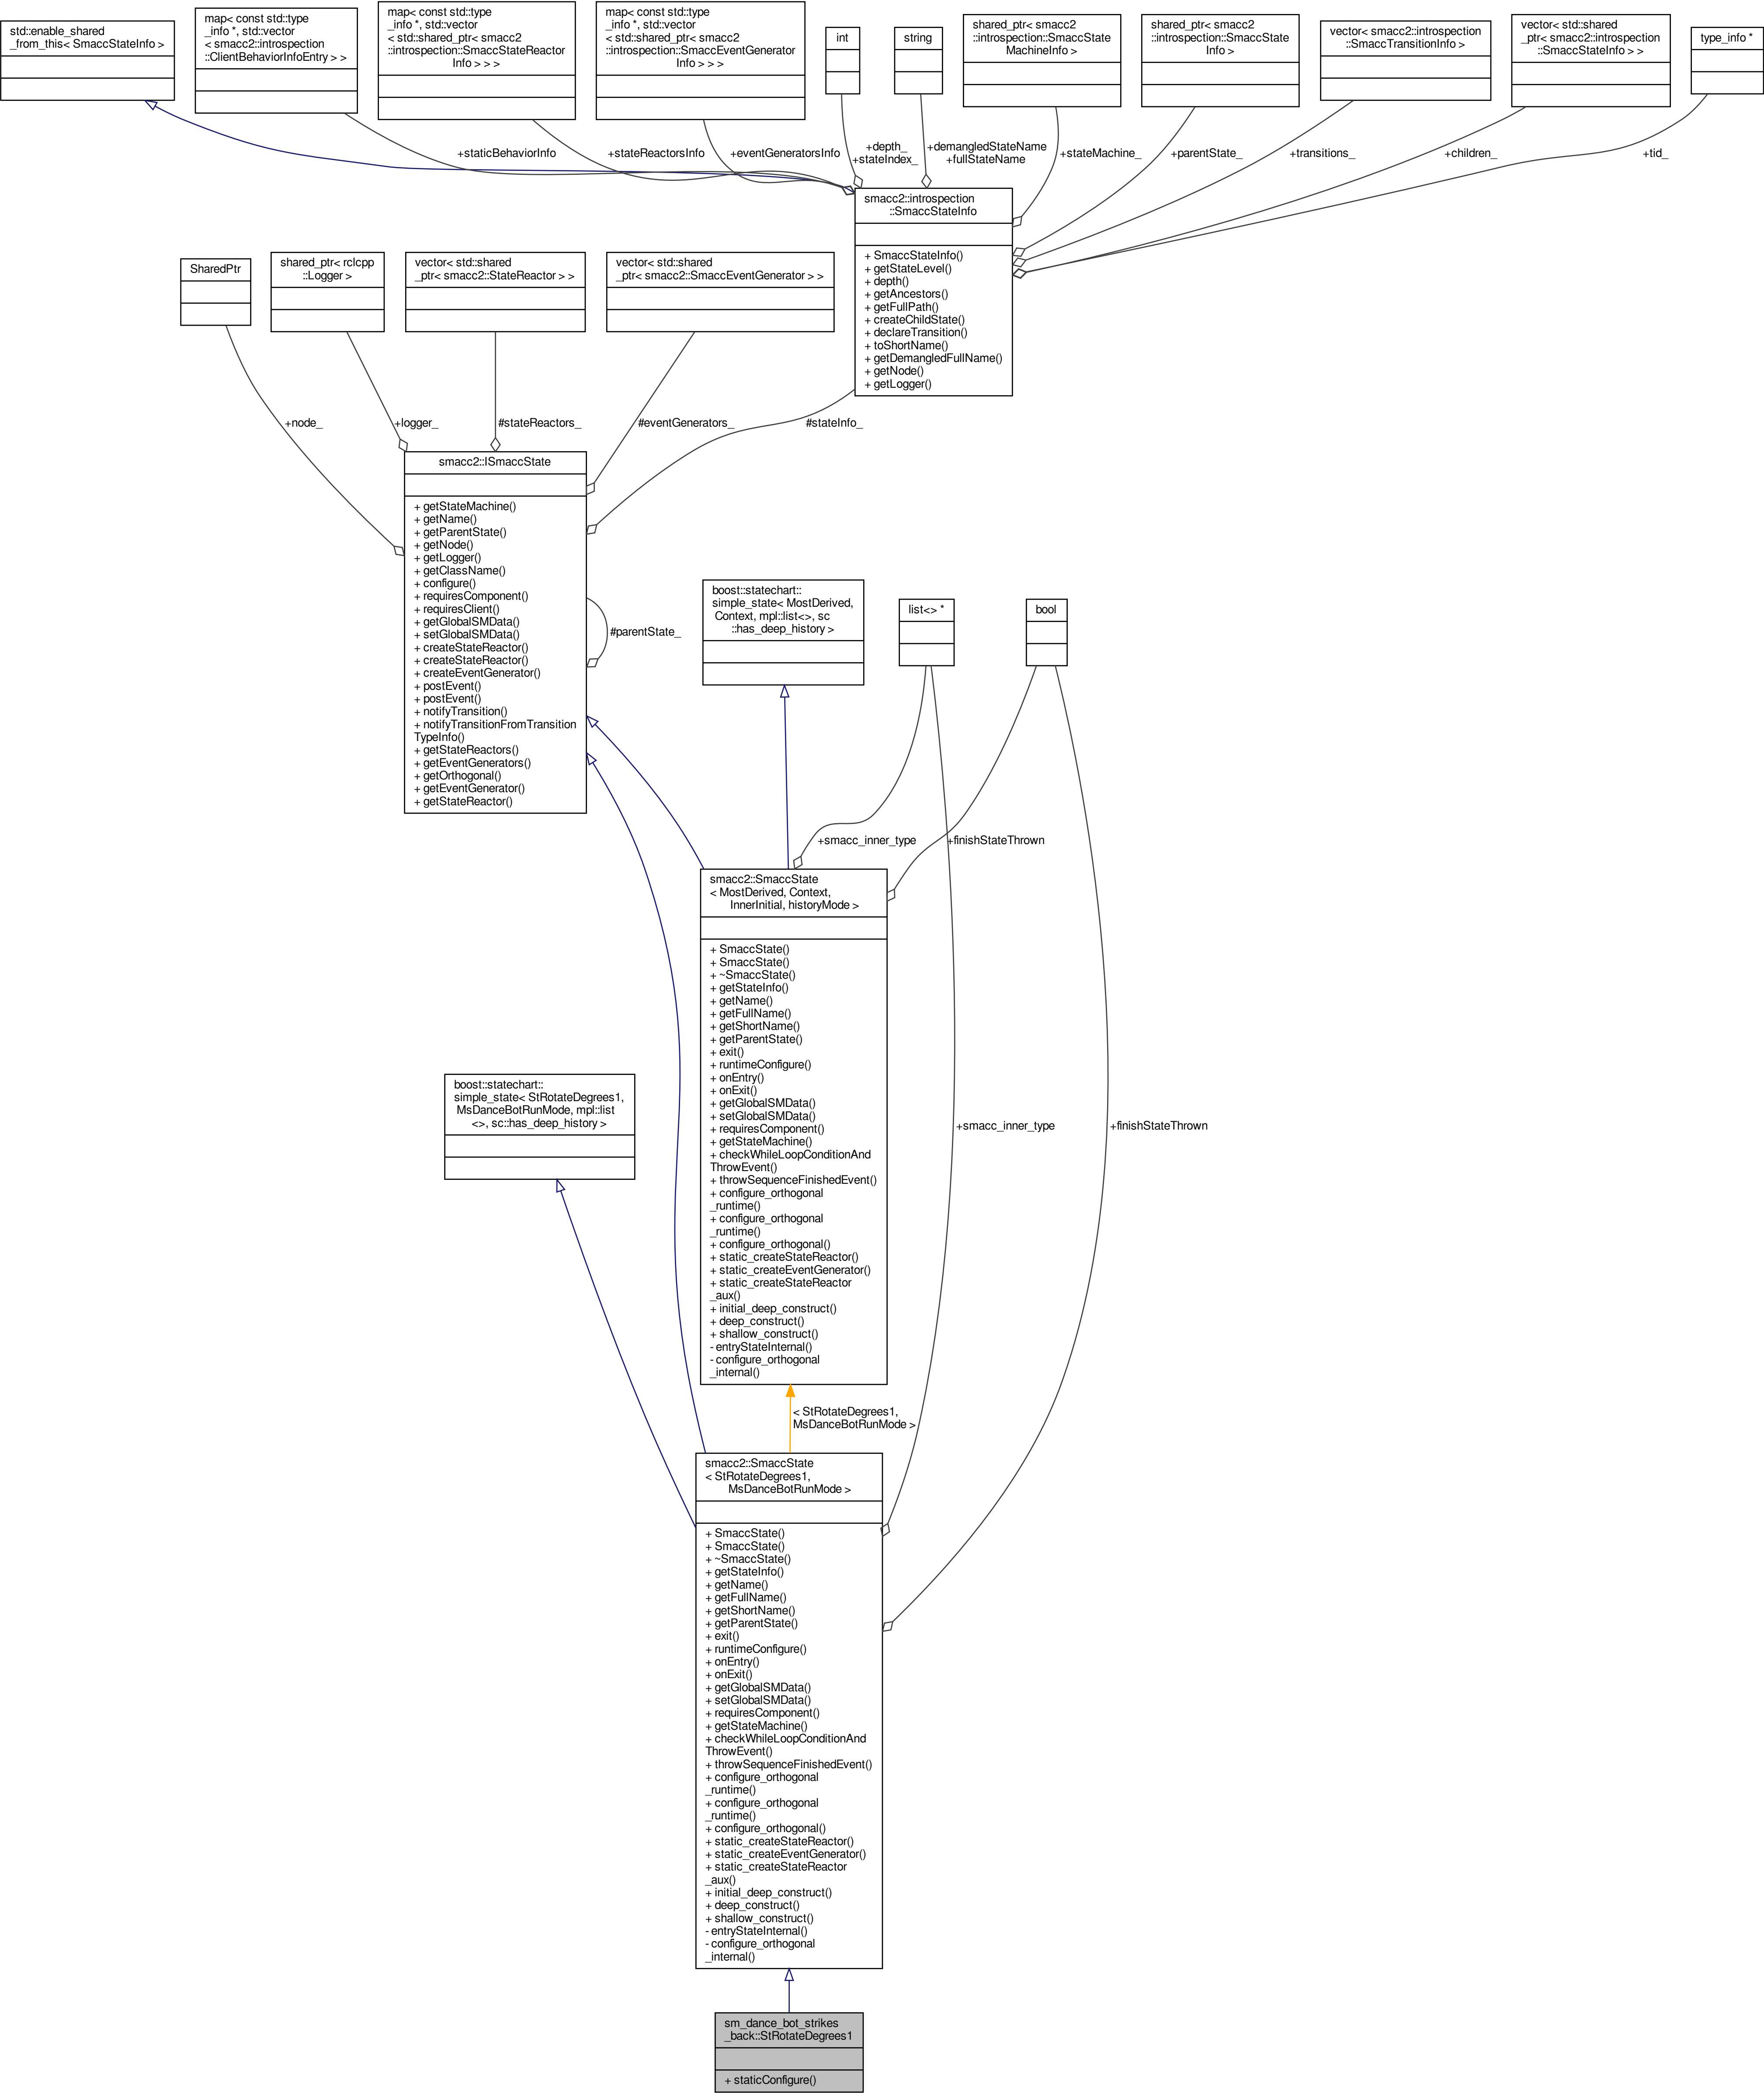 std::enable_shared
_from_this< SmaccStateInfo >
map< const std::type
_info *, std::vector
< smacc2::introspection
::ClientBehaviorInfoEntry > >
map< const std::type
_info *, std::vector
< std::shared_ptr< smacc2
::introspection::SmaccStateReactor
Info > > >
map< const std::type
_info *, std::vector
< std::shared_ptr< smacc2
::introspection::SmaccEventGenerator
Info > > >
int
string
shared_ptr< smacc2
::introspection::SmaccState
MachineInfo >
shared_ptr< smacc2
::introspection::SmaccState
Info >
vector< smacc2::introspection
::SmaccTransitionInfo >
vector< std::shared
_ptr< smacc2::introspection
::SmaccStateInfo > >
type_info *
+staticBehaviorInfo
+stateReactorsInfo
+eventGeneratorsInfo
+depth_
+stateIndex_
+demangledStateName
+fullStateName
+stateMachine_
+parentState_
+transitions_
+children_
+tid_
smacc2::introspection
::SmaccStateInfo
+ SmaccStateInfo()
+ getStateLevel()
+ depth()
+ getAncestors()
+ getFullPath()
+ createChildState()
+ declareTransition()
+ toShortName()
+ getDemangledFullName()
+ getNode()
+ getLogger()
SharedPtr
shared_ptr< rclcpp
::Logger >
vector< std::shared
_ptr< smacc2::StateReactor > >
vector< std::shared
_ptr< smacc2::SmaccEventGenerator > >
+node_
+logger_
#stateReactors_
#eventGenerators_
#stateInfo_
smacc2::ISmaccState
+ getStateMachine()
+ getName()
+ getParentState()
+ getNode()
+ getLogger()
+ getClassName()
+ configure()
+ requiresComponent()
+ requiresClient()
+ getGlobalSMData()
+ setGlobalSMData()
+ createStateReactor()
+ createStateReactor()
+ createEventGenerator()
+ postEvent()
+ postEvent()
+ notifyTransition()
+ notifyTransitionFromTransition
TypeInfo()
+ getStateReactors()
+ getEventGenerators()
+ getOrthogonal()
+ getEventGenerator()
+ getStateReactor()
#parentState_
boost::statechart::
simple_state< MostDerived,
Context, mpl::list<>, sc
::has_deep_history >
list<> *
bool
+smacc_inner_type
+finishStateThrown
smacc2::SmaccState
< MostDerived, Context,
InnerInitial, historyMode >
+ SmaccState()
+ SmaccState()
+ ~SmaccState()
+ getStateInfo()
+ getName()
+ getFullName()
+ getShortName()
+ getParentState()
+ exit()
+ runtimeConfigure()
+ onEntry()
+ onExit()
+ getGlobalSMData()
+ setGlobalSMData()
+ requiresComponent()
+ getStateMachine()
+ checkWhileLoopConditionAnd
ThrowEvent()
+ throwSequenceFinishedEvent()
+ configure_orthogonal
_runtime()
+ configure_orthogonal
_runtime()
+ configure_orthogonal()
+ static_createStateReactor()
+ static_createEventGenerator()
+ static_createStateReactor
_aux()
+ initial_deep_construct()
+ deep_construct()
+ shallow_construct()
- entryStateInternal()
- configure_orthogonal
_internal()
boost::statechart::
simple_state< StRotateDegrees1,
MsDanceBotRunMode, mpl::list
<>, sc::has_deep_history >
+smacc_inner_type
+finishStateThrown
< StRotateDegrees1,
MsDanceBotRunMode >
smacc2::SmaccState
< StRotateDegrees1,
MsDanceBotRunMode >
+ SmaccState()
+ SmaccState()
+ ~SmaccState()
+ getStateInfo()
+ getName()
+ getFullName()
+ getShortName()
+ getParentState()
+ exit()
+ runtimeConfigure()
+ onEntry()
+ onExit()
+ getGlobalSMData()
+ setGlobalSMData()
+ requiresComponent()
+ getStateMachine()
+ checkWhileLoopConditionAnd
ThrowEvent()
+ throwSequenceFinishedEvent()
+ configure_orthogonal
_runtime()
+ configure_orthogonal
_runtime()
+ configure_orthogonal()
+ static_createStateReactor()
+ static_createEventGenerator()
+ static_createStateReactor
_aux()
+ initial_deep_construct()
+ deep_construct()
+ shallow_construct()
- entryStateInternal()
- configure_orthogonal
_internal()
sm_dance_bot_strikes
_back::StRotateDegrees1
+ staticConfigure()